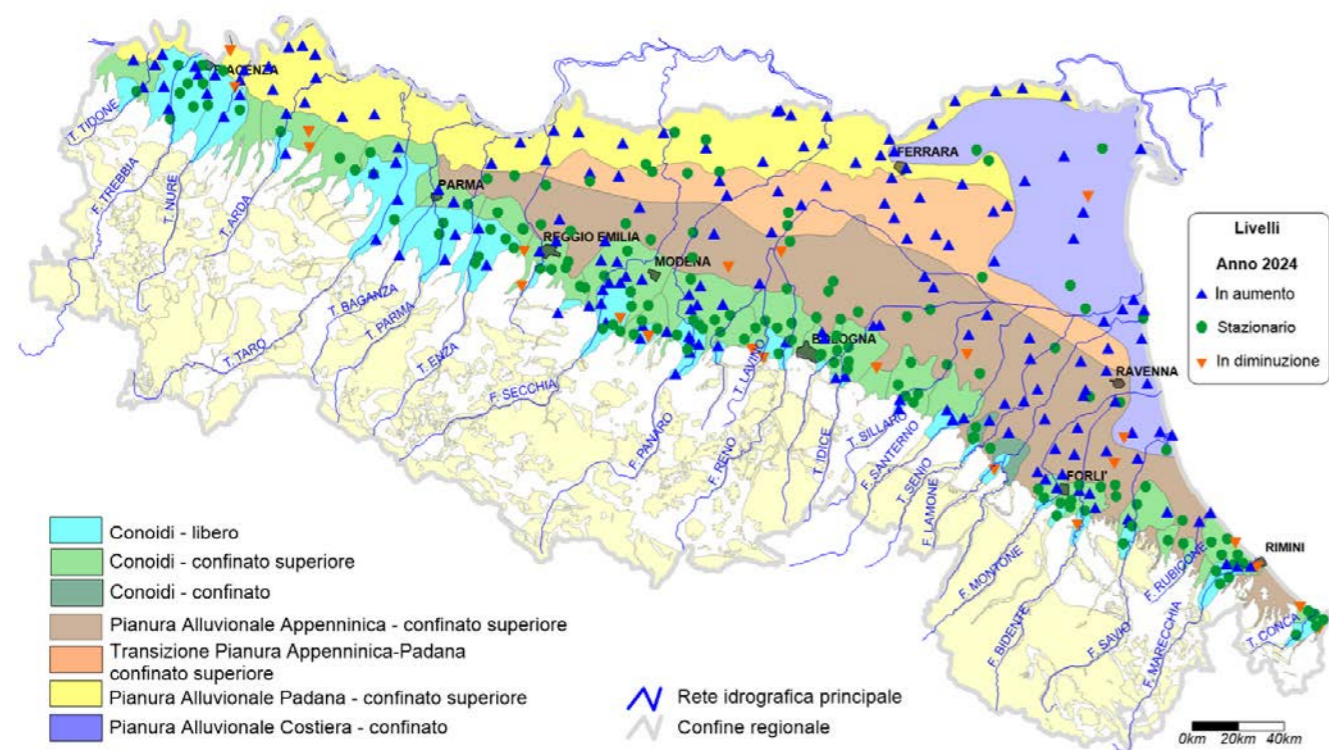 PIACENZA
T. TIDONE
F. TREBBIA
T. NURE
T. ARDA
PARMA
REGGIO EMILIA
MODENA
FERRARA
BOLOGNA
RAVENNA
FORLI'
RIMINI
T. TARO
T. BAGANZA
T. PARMA
T. ENZA
F. SECCHIA
F. PANARO
F. RENO
T. LAVINO
T. IDICE
T. SILLARO
F. SANTERNO
T. SENIO
F. LAMONE
F. MONTONE
F. BIDENTE
F. SAVIO
F. RUBICONE
F. MARECCHIA
T. CONCA
Livelli
Anno 2024
In aumento
Stazionario
In diminuzione
Conoidi - libero
Conoidi - confinato superiore
Conoidi - confinato
Pianura Alluvionale Appenninica - confinato superiore
Transizione Pianura Appenninica-Padana
confinato superiore
Pianura Alluvionale Padana - confinato superiore
Pianura Alluvionale Costiera - confinato
Rete idrografica principale
Confine regionale
0km 20km 40km